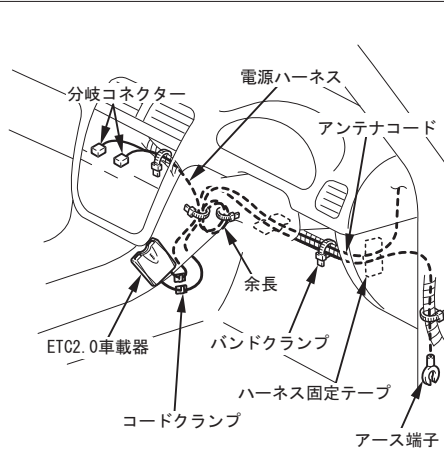 電源ハーネス
分岐コネクター
アンテナコード
余長
ETC2.0車載器
バンドクランプ
ハーネス固定テープ
コードクランプ
アース端子